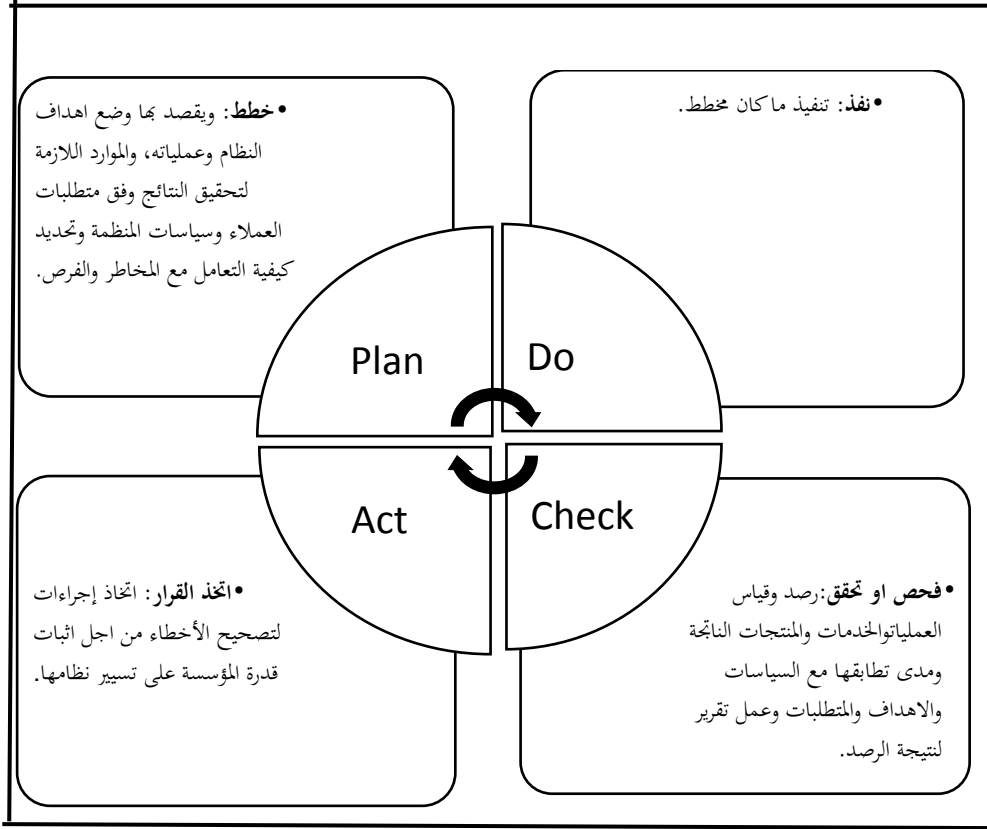 •خطط: ويقصد بها وضع اهداف
النظام وعملياته، والموارد اللازمة
لتحقيق النتائج وفق متطلبات
العملاء وسياسات المنظمة وتحديد
كيفية التعامل مع المخاطر والفرص.
•نفذ: تنفيذ ماكان مخطط.
Plan
Do
Act
Check
•اتخذ القرار: اتخاذ إجراءات
لتصحيح الأخطاء من اجل اثبات
قدرة المؤسسة على تسيير نظامها.
•فحص او تحقق:رصد وقياس
العملياتوالخدمات والمنتجات الناتجة
ومدى تطابقها مع السياسات
والاهداف والمتطلبات وعمل تقرير
لنتيجة الرصد.